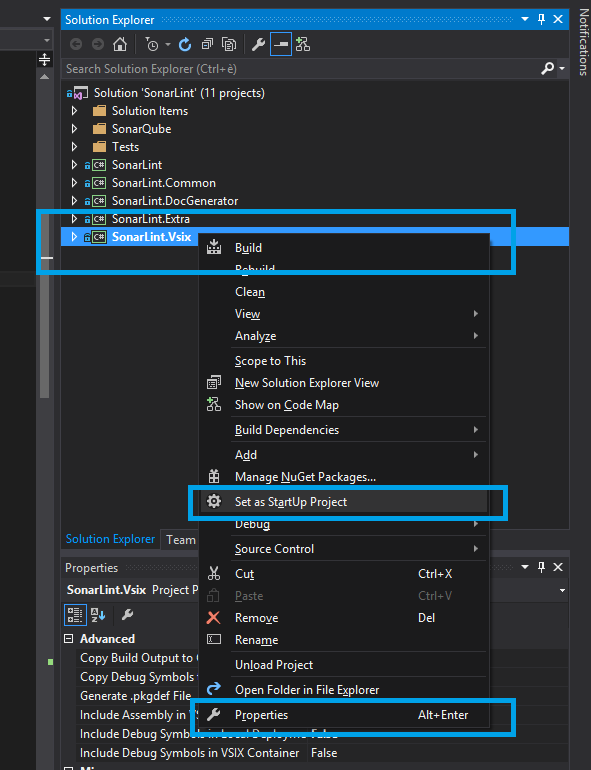 Solution Explorer
Notifications
Search Solution Explorer (Ctrl+è)
Solution 'SonarLint' (11 projects)
Solution Items
SonarQube
Tests
SonarLint
SonarLint.Common
SonarLint.DocGenerator
SonarLint.Extra
SonarLint.Vsix
Build
Rebuild
Clean
View
Analyze
Scope to This
New Solution Explorer View
Show on Code Map
Build Dependencies
Add
Manage NuGet Packages...
Set as StartUp Project
Debug
Source Control
Cut Ctrl+X
Paste Ctrl+V
Remove Del
Rename
Unload Project
Open Folder in File Explorer
Properties Alt+Enter
Solution Explorer Team
Properties
SonarLint.Vsix Project
Advanced
Copy Build Output to
Copy Debug Symbols
Generate .pkgdef File
Include Assembly in
Include Debug Symbols in Local Deployme False
Include Debug Symbols in VSIX Container False